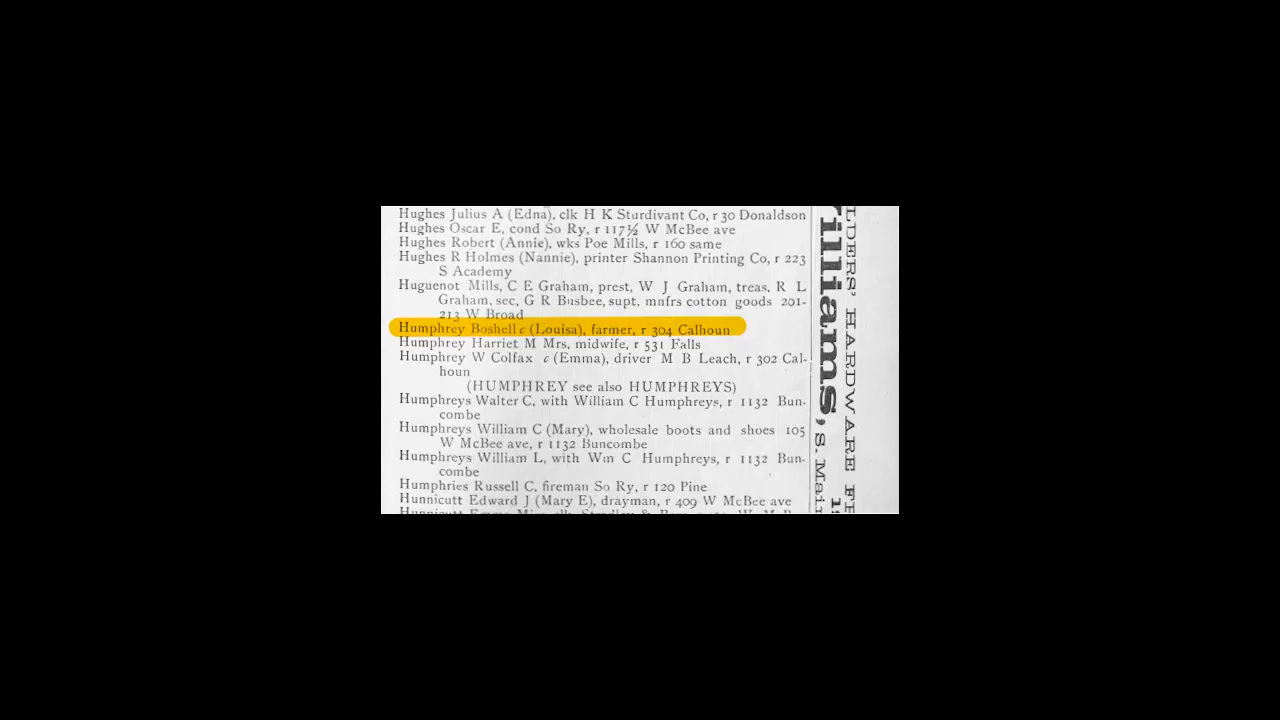 Hughes Julius A (Edna), clk H K Sturdivant Co, r 30 Donaldson
Hughes Oscar E, cond So Ry, r 117½ W McBee ave
Hughes Robert (Annie), wks Poe Mills, r 160 same
Hughes R Holmes (Nannie), printer Shannon Printing Co, r 223
S Academy
Huguenot Mills, C E Graham, prest, W J Graham, treas, R L
Graham, sec, G R Busbee, supt. mnfrs cotton goods 201-
213 W Broad
Humphrey Boshell c (Louisa), farmer, r 304 Calhoun
Humphrey Harriet M Mrs, midwife, r 531 Falls
Humphrey W Colfax c (Emma), driver M B Leach, r 302 Cal-
houn
(HUMPHREY see also HUMPHREYS)
Humphreys Walter C, with William C Humphreys, r 1132 Bun-
combe
Humphreys William C (Mary), wholesale boots and shoes 105
W McBee ave, r 1132 Buncombe
Humphreys William L, with Wm C Humphreys, r 1132 Bun-
combe
Humphries Russell C, fireman So Ry, r 120 Pine
Hunnicutt Edward J (Mary E), drayman, r 409 W McBee ave
Hunnicutt
LDERS' HARDWARE
illiams,
S. Main